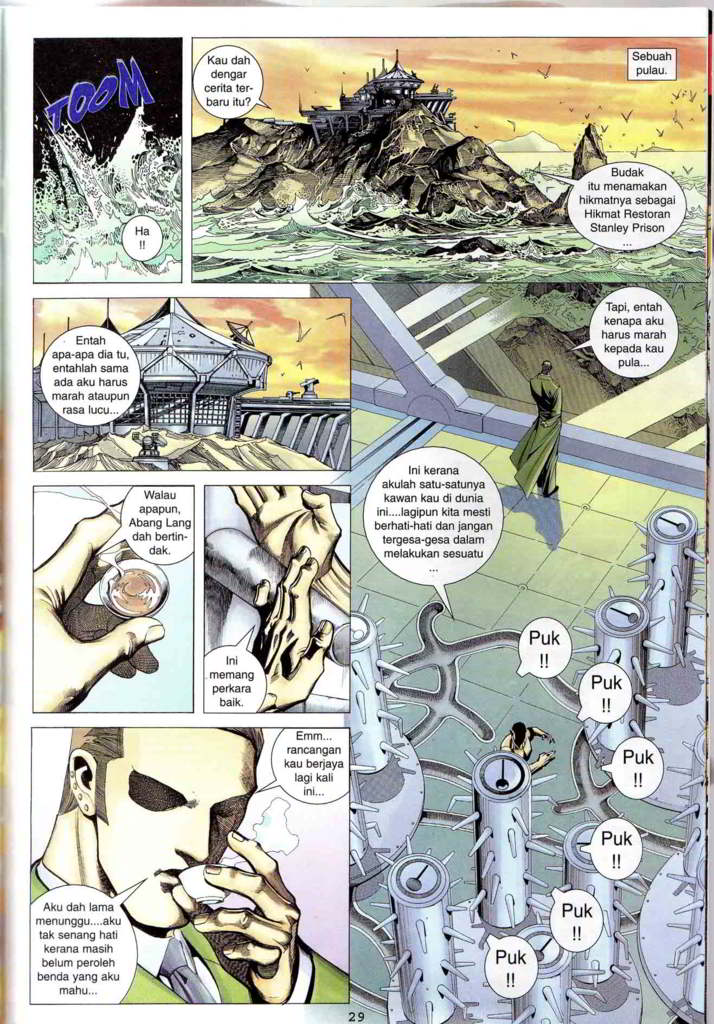 TOOM
Ha
!!
Kau dah
dengar
cerita ter-
baru itu?
Sebuah
pulau.
Budak
itu menamakan
hikmatnya sebagai
Hikmat Restoran
Stanley Prison
...
Entah
apa-apa dia tu,
entahlah sama
ada aku harus
marah ataupun
rasa lucu...
Tapi, entah
kenapa aku
harus marah
kepada kau
pula...
Ini kerana
akulah satu-satunya
kawan kau di dunia
ini....lagipun kita mesti
berhati-hati dan jangan
tergesa-gesa dalam
melakukan sesuatu
...
Walau
apapun,
Abang Lang
dah bertin-
dak.
Ini
memang
perkara
baik.
Puk
!!
Puk
!!
Puk
!!
Puk
!!
Puk
!!
Puk
!!
Emm...
rancangan
kau berjaya
lagi kali
ini...
Aku dah lama
menunggu....aku
tak senang hati
kerana masih
belum peroleh
benda yang aku
mahu...
29